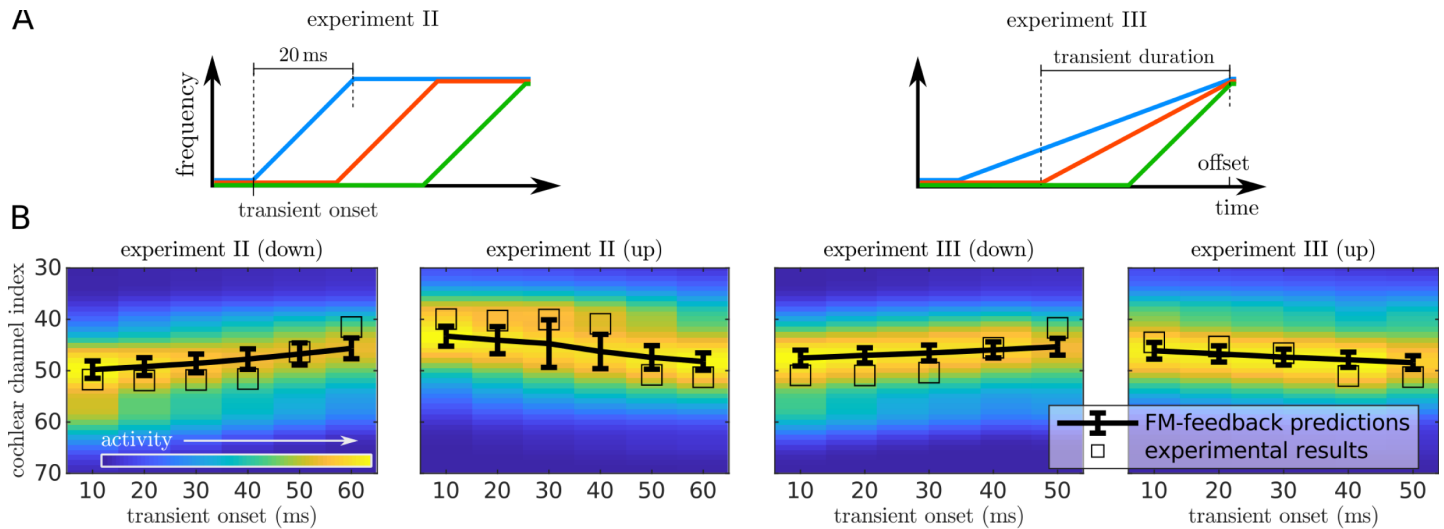 A
experiment II
experiment III
20 ms
transient duration
frequency
offset
transient onset
time
B
experiment II (down)
experiment II (up)
experiment III (down)
experiment III (up)
cochlear channel index
30
40
50
60
70
activity
FM-feedback predictions
experimental results
10 20 30 40 50 60
10 20 30 40 50 60
10 20 30 40 50
10 20 30 40 50
transient onset (ms)
transient onset (ms)
transient onset (ms)
transient onset (ms)